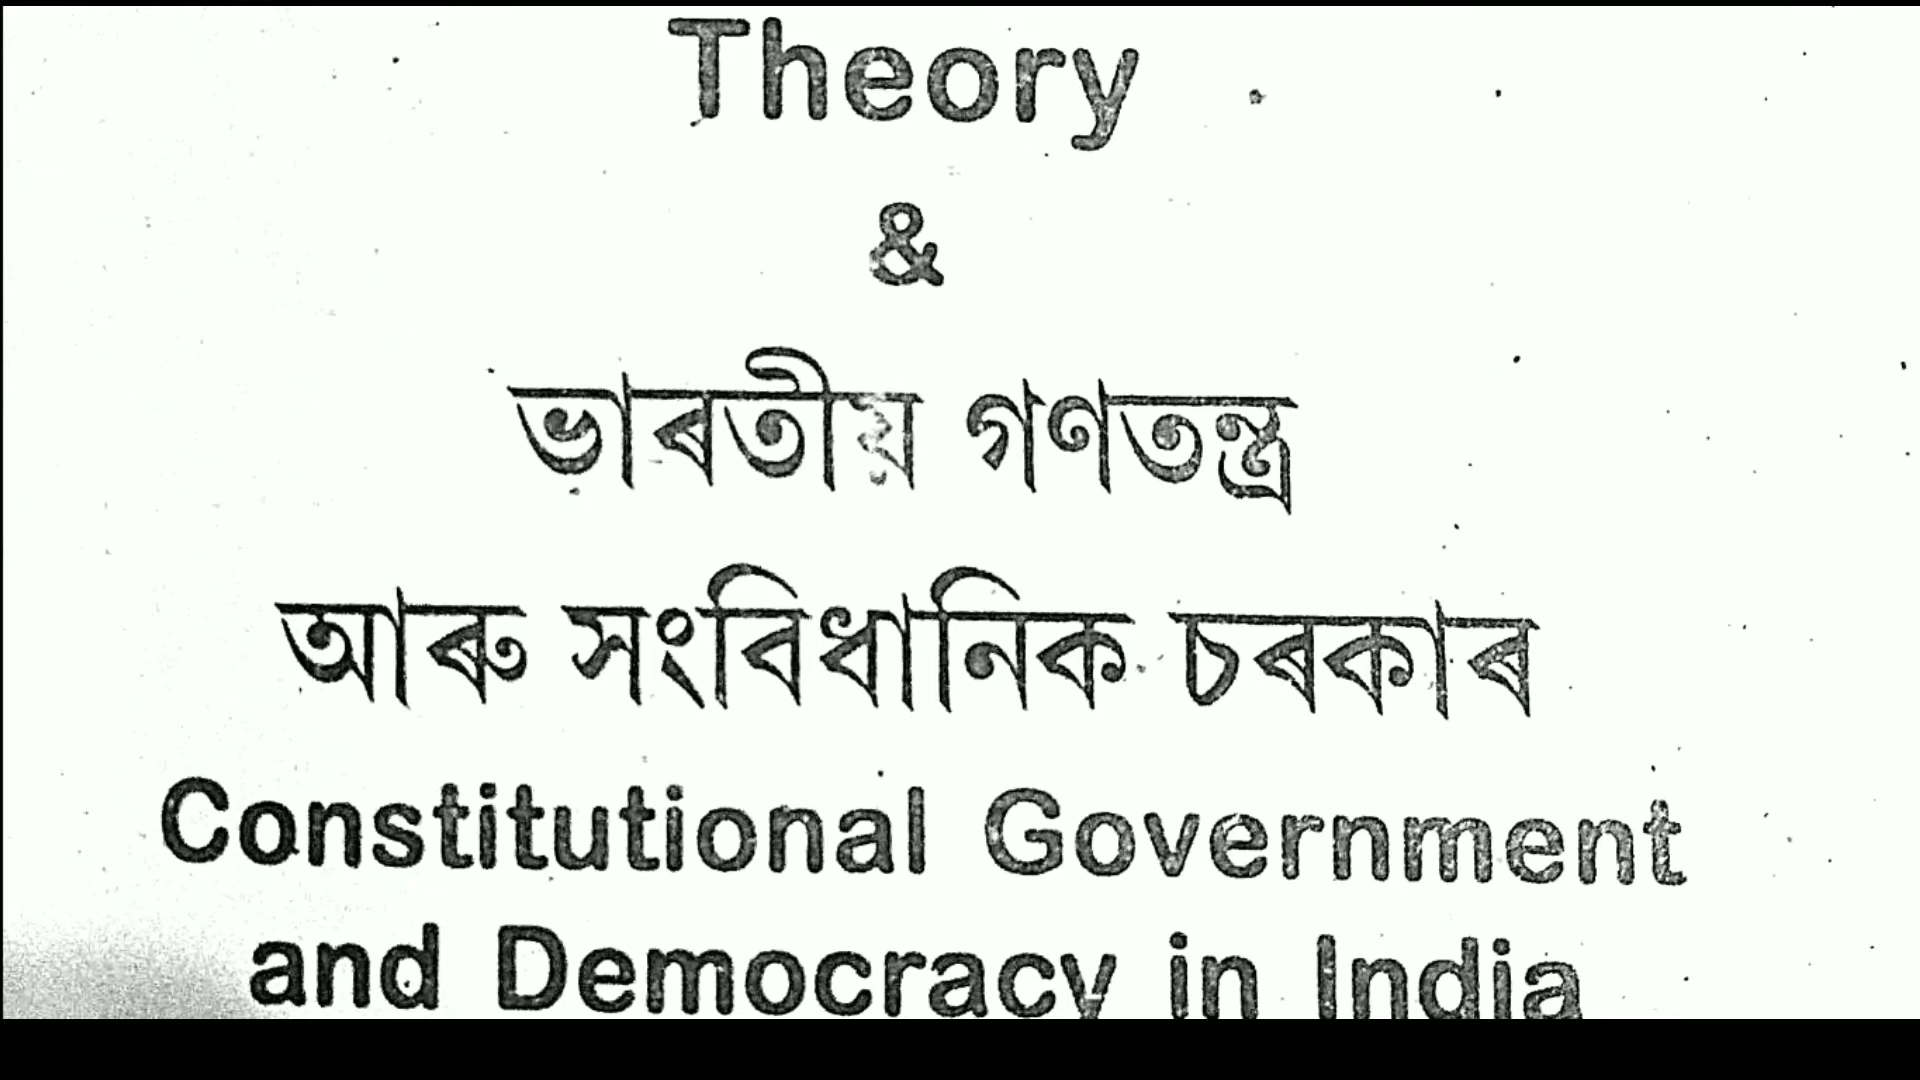 Theory
&
ভাৰতীয় গণতন্ত্ৰ
আৰু সংবিধানিক চৰকাৰ
Constitutional Government
and Democracy in India